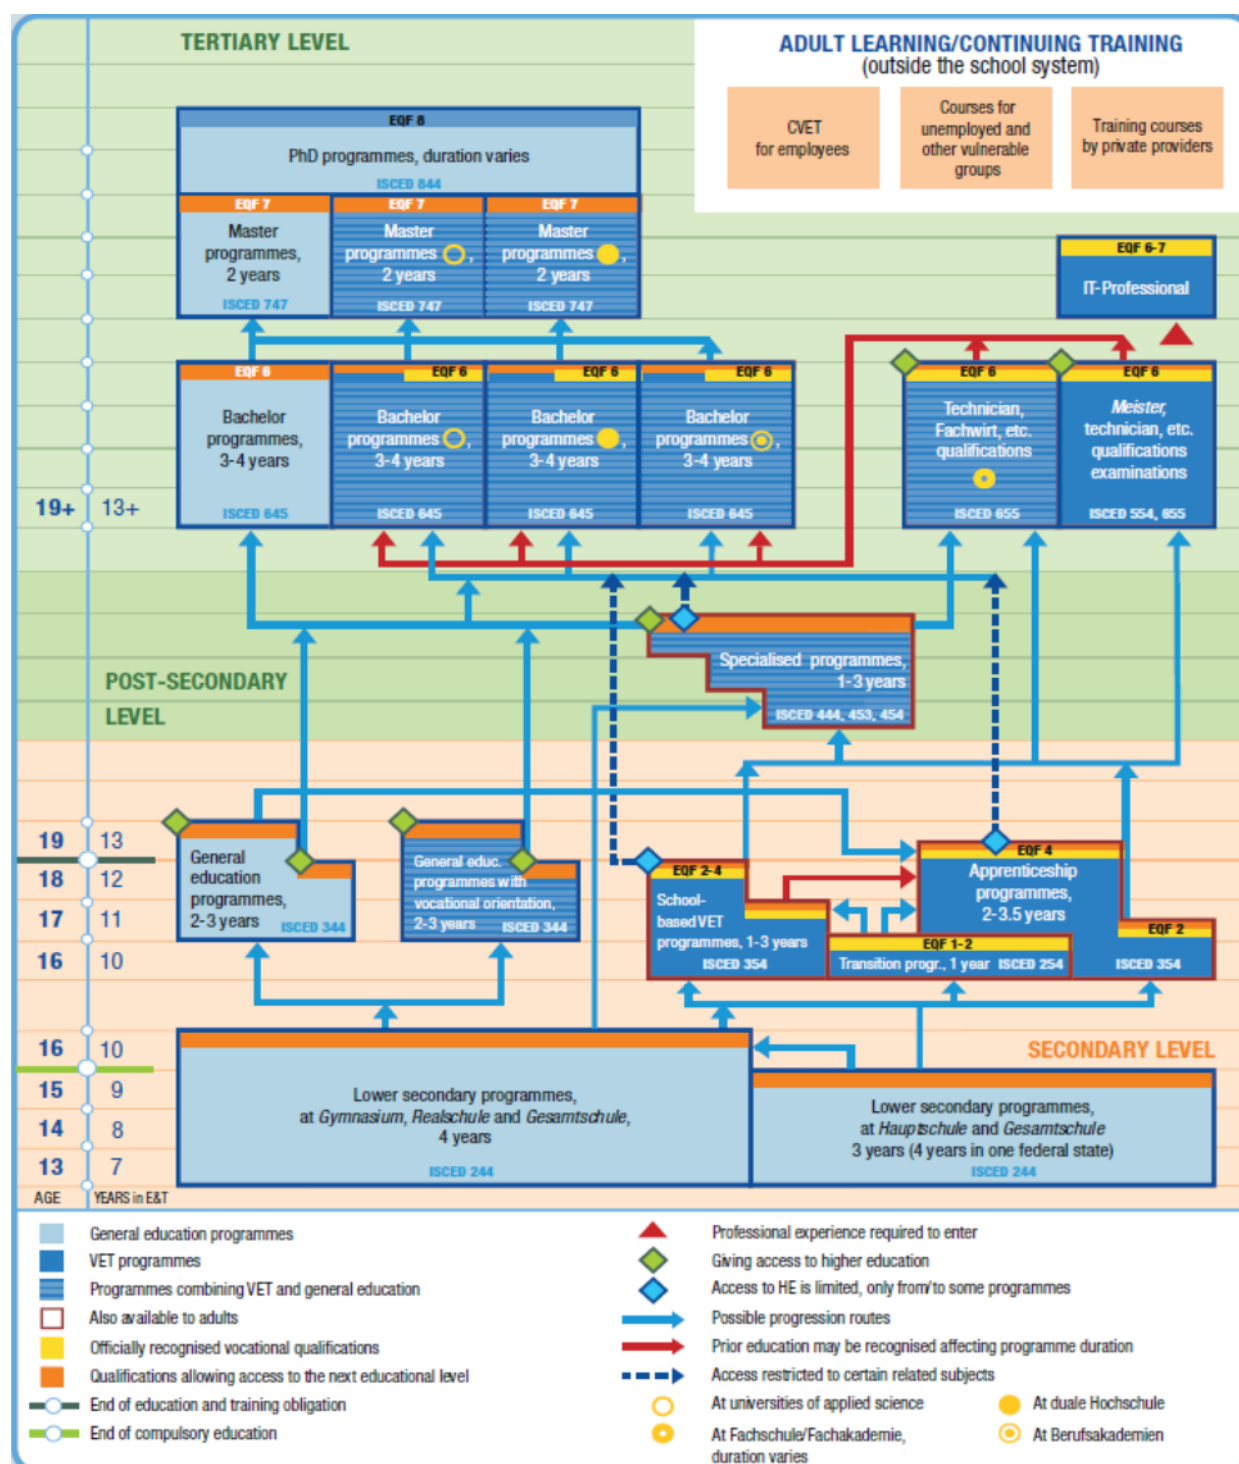 TERTIARY LEVEL
ADULT LEARNING/CONTINUING TRAINING
(outside the school system)
CVET
for employees
Courses for
unemployed and
other vulnerable
groups
Training courses
by private providers
EQF 8
PhD programmes, duration varies
ISCED 844
EQF 7
Master
programmes,
2 years
ISCED 747
EQF 7
Master
programmes ,
2 years
ISCED 747
EQF 7
Master
programmes ,
2 years
ISCED 747
EQF 6-7
IT-Professional
EQF 6
Bachelor
programmes,
3-4 years
ISCED 645
EQF 6
Bachelor
programmes ,
3-4 years
ISCED 645
EQF 6
Bachelor
programmes ,
3-4 years
ISCED 645
EQF 6
Bachelor
programmes ,
3-4 years
ISCED 645
EQF 6
Technician,
Fachwirt, etc.
qualifications
ISCED 655
EQF 6
Meister,
technician, etc.
qualifications
examinations
ISCED 554, 655
19+ 13+
POST-SECONDARY
LEVEL
Specialised programmes,
1-3 years
ISCED 444, 453, 454
19 13
18 12
17 11
16 10
General
education
programmes,
2-3 years ISCED 344
General educ.
programmes with
vocational orientation,
2-3 years ISCED 344
EQF 2-4
School-
based VET
programmes, 1-3 years
ISCED 354
EQF 4
Apprenticeship
programmes,
2-3.5 years
EQF 1-2
Transition progr., 1 year ISCED 254
EQF 2
ISCED 354
SECONDARY LEVEL
16 10
15 9
14 8
13 7
AGE YEARS in E&T
Lower secondary programmes,
at Gymnasium, Realschule and Gesamtschule,
4 years
ISCED 244
Lower secondary programmes,
at Hauptschule and Gesamtschule
3 years (4 years in one federal state)
ISCED 244
General education programmes
VET programmes
Programmes combining VET and general education
Also available to adults
Officially recognised vocational qualifications
Qualifications allowing access to the next educational level
End of education and training obligation
End of compulsory education
Professional experience required to enter
Giving access to higher education
Access to HE is limited, only from/to some programmes
Possible progression routes
Prior education may be recognised affecting programme duration
Access restricted to certain related subjects
At universities of applied science
At duale Hochschule
At Fachschule/Fachakademie,
duration varies
At Berufsakademien